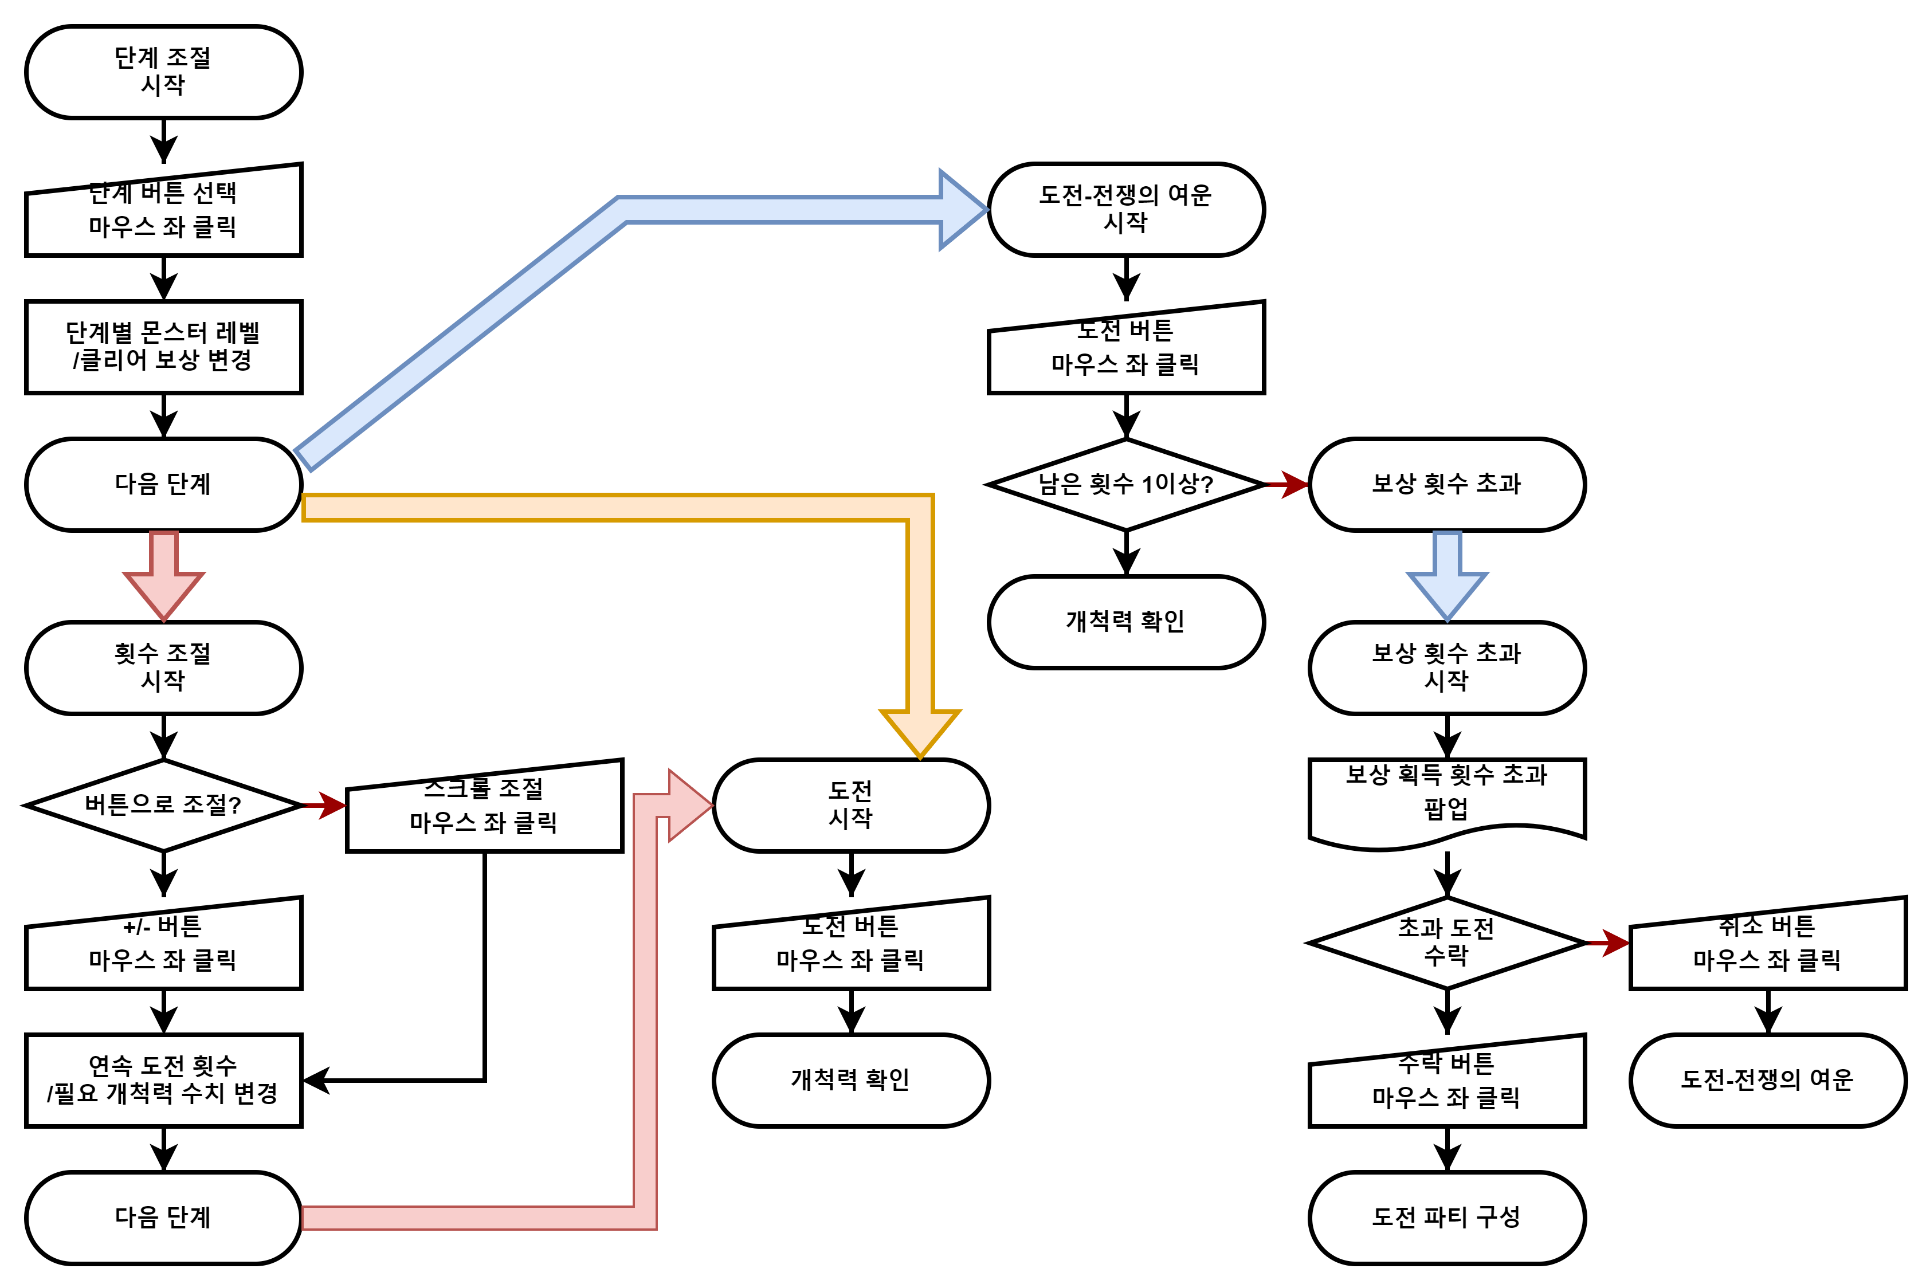 단계 조절
시작
단계 버튼 선택
마우스 좌 클릭
단계별 몬스터 레벨
/클리어 보상 변경
다음 단계
횟수 조절
시작
버튼으로 조절?
스크롤 조절
마우스 좌 클릭
+/- 버튼
마우스 좌 클릭
연속 도전 횟수
/필요 개척력 수치 변경
다음 단계
도전
시작
도전 버튼
마우스 좌 클릭
개척력 확인
도전-전쟁의 여운
시작
도전 버튼
마우스 좌 클릭
남은 횟수 1이상?
개척력 확인
보상 횟수 초과
보상 횟수 초과
시작
보상 획득 횟수 초과
팝업
초과 도전
수락
수락 버튼
마우스 좌 클릭
도전 파티 구성
취소 버튼
마우스 좌 클릭
도전-전쟁의 여운